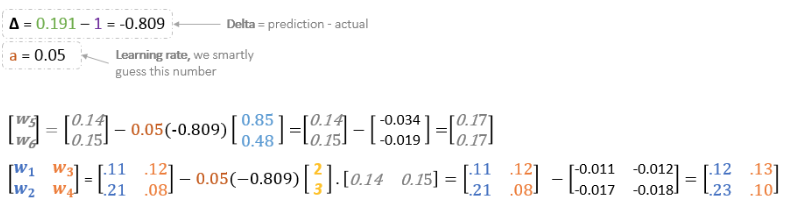 Δ = 0.191 – 1 = -0.809 Delta = prediction - actual
a = 0.05 Learning rate, we smartly
guess this number
[w5 w6] = [0.14 0.15] − 0.05(-0.809) [0.85 0.48] = [0.14 0.15] − [-0.034 -0.019] = [0.17 0.17]
[w1 w3 w2 w4] = [.11 .12 .21 .08] − 0.05(−0.809) [2 3] . [0.14 0.15] = [.11 .12 .21 .08] − [-0.011 -0.012 -0.017 -0.018] = [.12 .13 .23 .10]